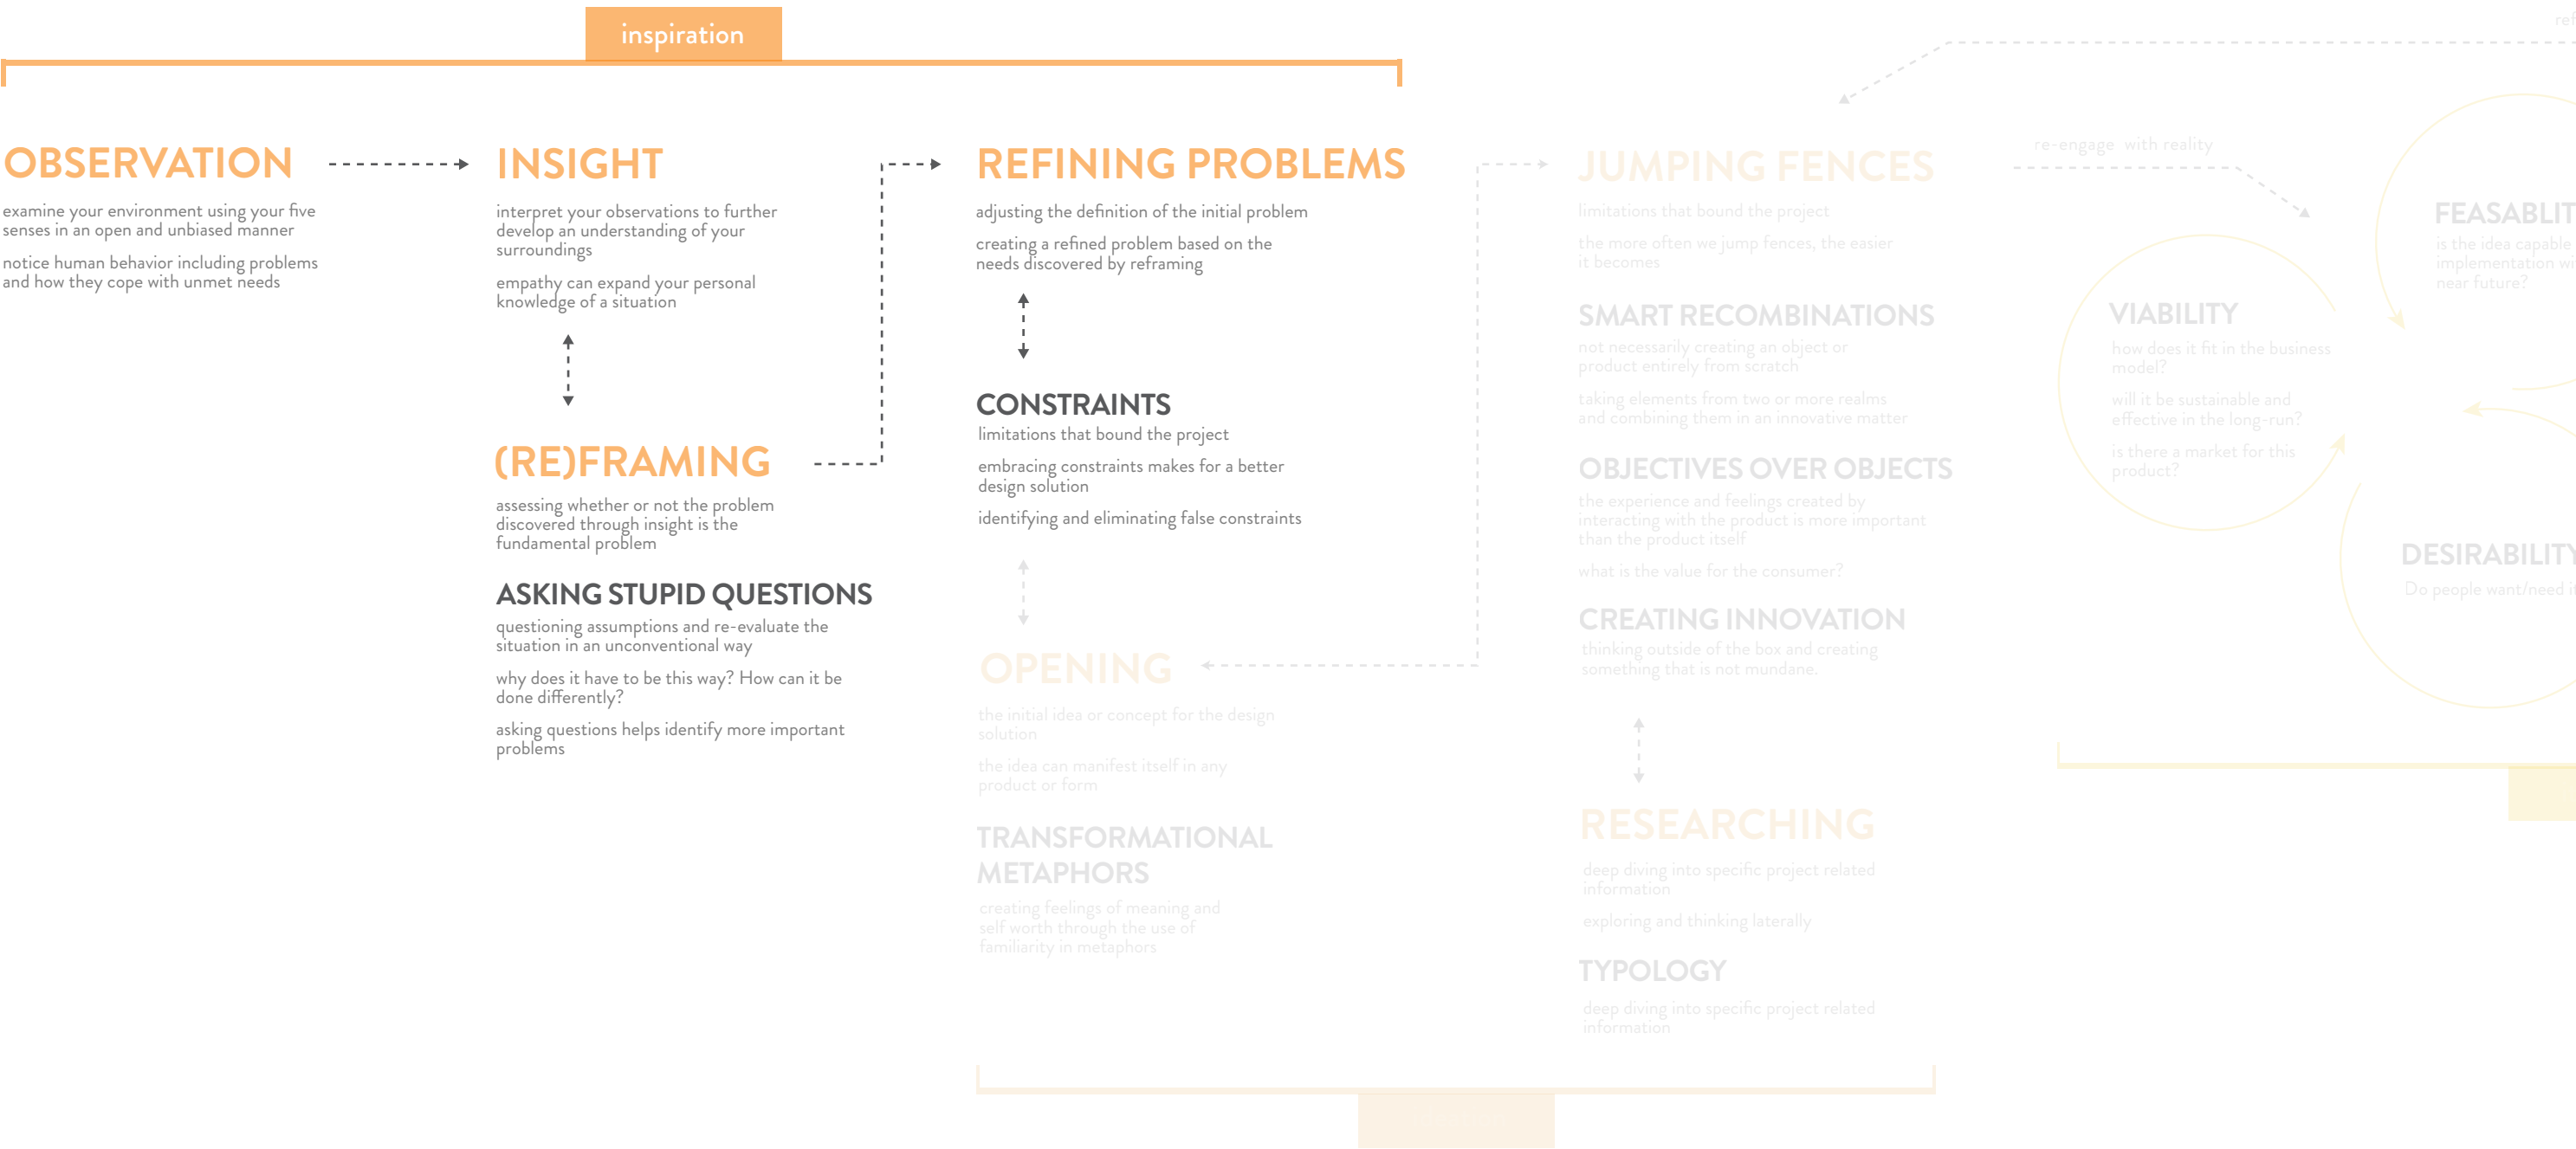 inspiration
OBSERVATION
examine your environment using your five
senses in an open and unbiased manner
notice human behavior including problems
and how they cope with unmet needs
INSIGHT
interpret your observations to further
develop an understanding of your
surroundings
empathy can expand your personal
knowledge of a situation
(RE)FRAMING
assessing whether or not the problem
discovered through insight is the
fundamental problem
ASKING STUPID QUESTIONS
questioning assumptions and re-evaluate the
situation in an unconventional way
why does it have to be this way? How can it be
done differently?
asking questions helps identify more important
problems
REFINING PROBLEMS
adjusting the definition of the initial problem
creating a refined problem based on the
needs discovered by reframing
CONSTRAINTS
limitations that bound the project
embracing constraints makes for a better
design solution
identifying and eliminating false constraints
OPENING
the initial idea or concept for the design
solution
the idea can manifest itself in any
product or form
TRANSFORMATIONAL
METAPHORS
creating feelings of meaning and
self worth through the use of
familiarity in metaphors
JUMPING FENCES
limitations that bound the project
the more often we jump fences, the easier
it becomes
SMART RECOMBINATIONS
not necessarily creating an object or
product entirely from scratch
taking elements from two or more realms
and combining them in an innovative matter
OBJECTIVES OVER OBJECTS
the experience and feelings created by
interacting with the product is more important
than the product itself
what is the value for the consumer?
CREATING INNOVATION
thinking outside of the box and creating
something that is not mundane.
RESEARCHING
deep diving into specific project related
information
exploring and thinking laterally
TYPOLOGY
deep diving into specific project related
information
re-engage with reality
VIABILITY
how does it fit in the business
model?
will it be sustainable and
effective in the long-run?
is there a market for this
product?
ref
FEASABLIT
is the idea capable
implementation wi
near future?
DESIRABILITY
Do people want/need i